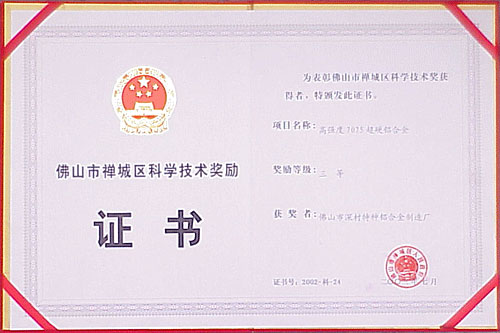 佛山市禅城区科学技术奖励
证书
为表彰佛山市禅城区科学技术奖获
得者，特颁发此证书。
项目名称：高强度7075超硬铝合金
奖励等级：三等
获奖者：佛山市深村特种铝合金制造厂
证书号：2002-科-24
七月